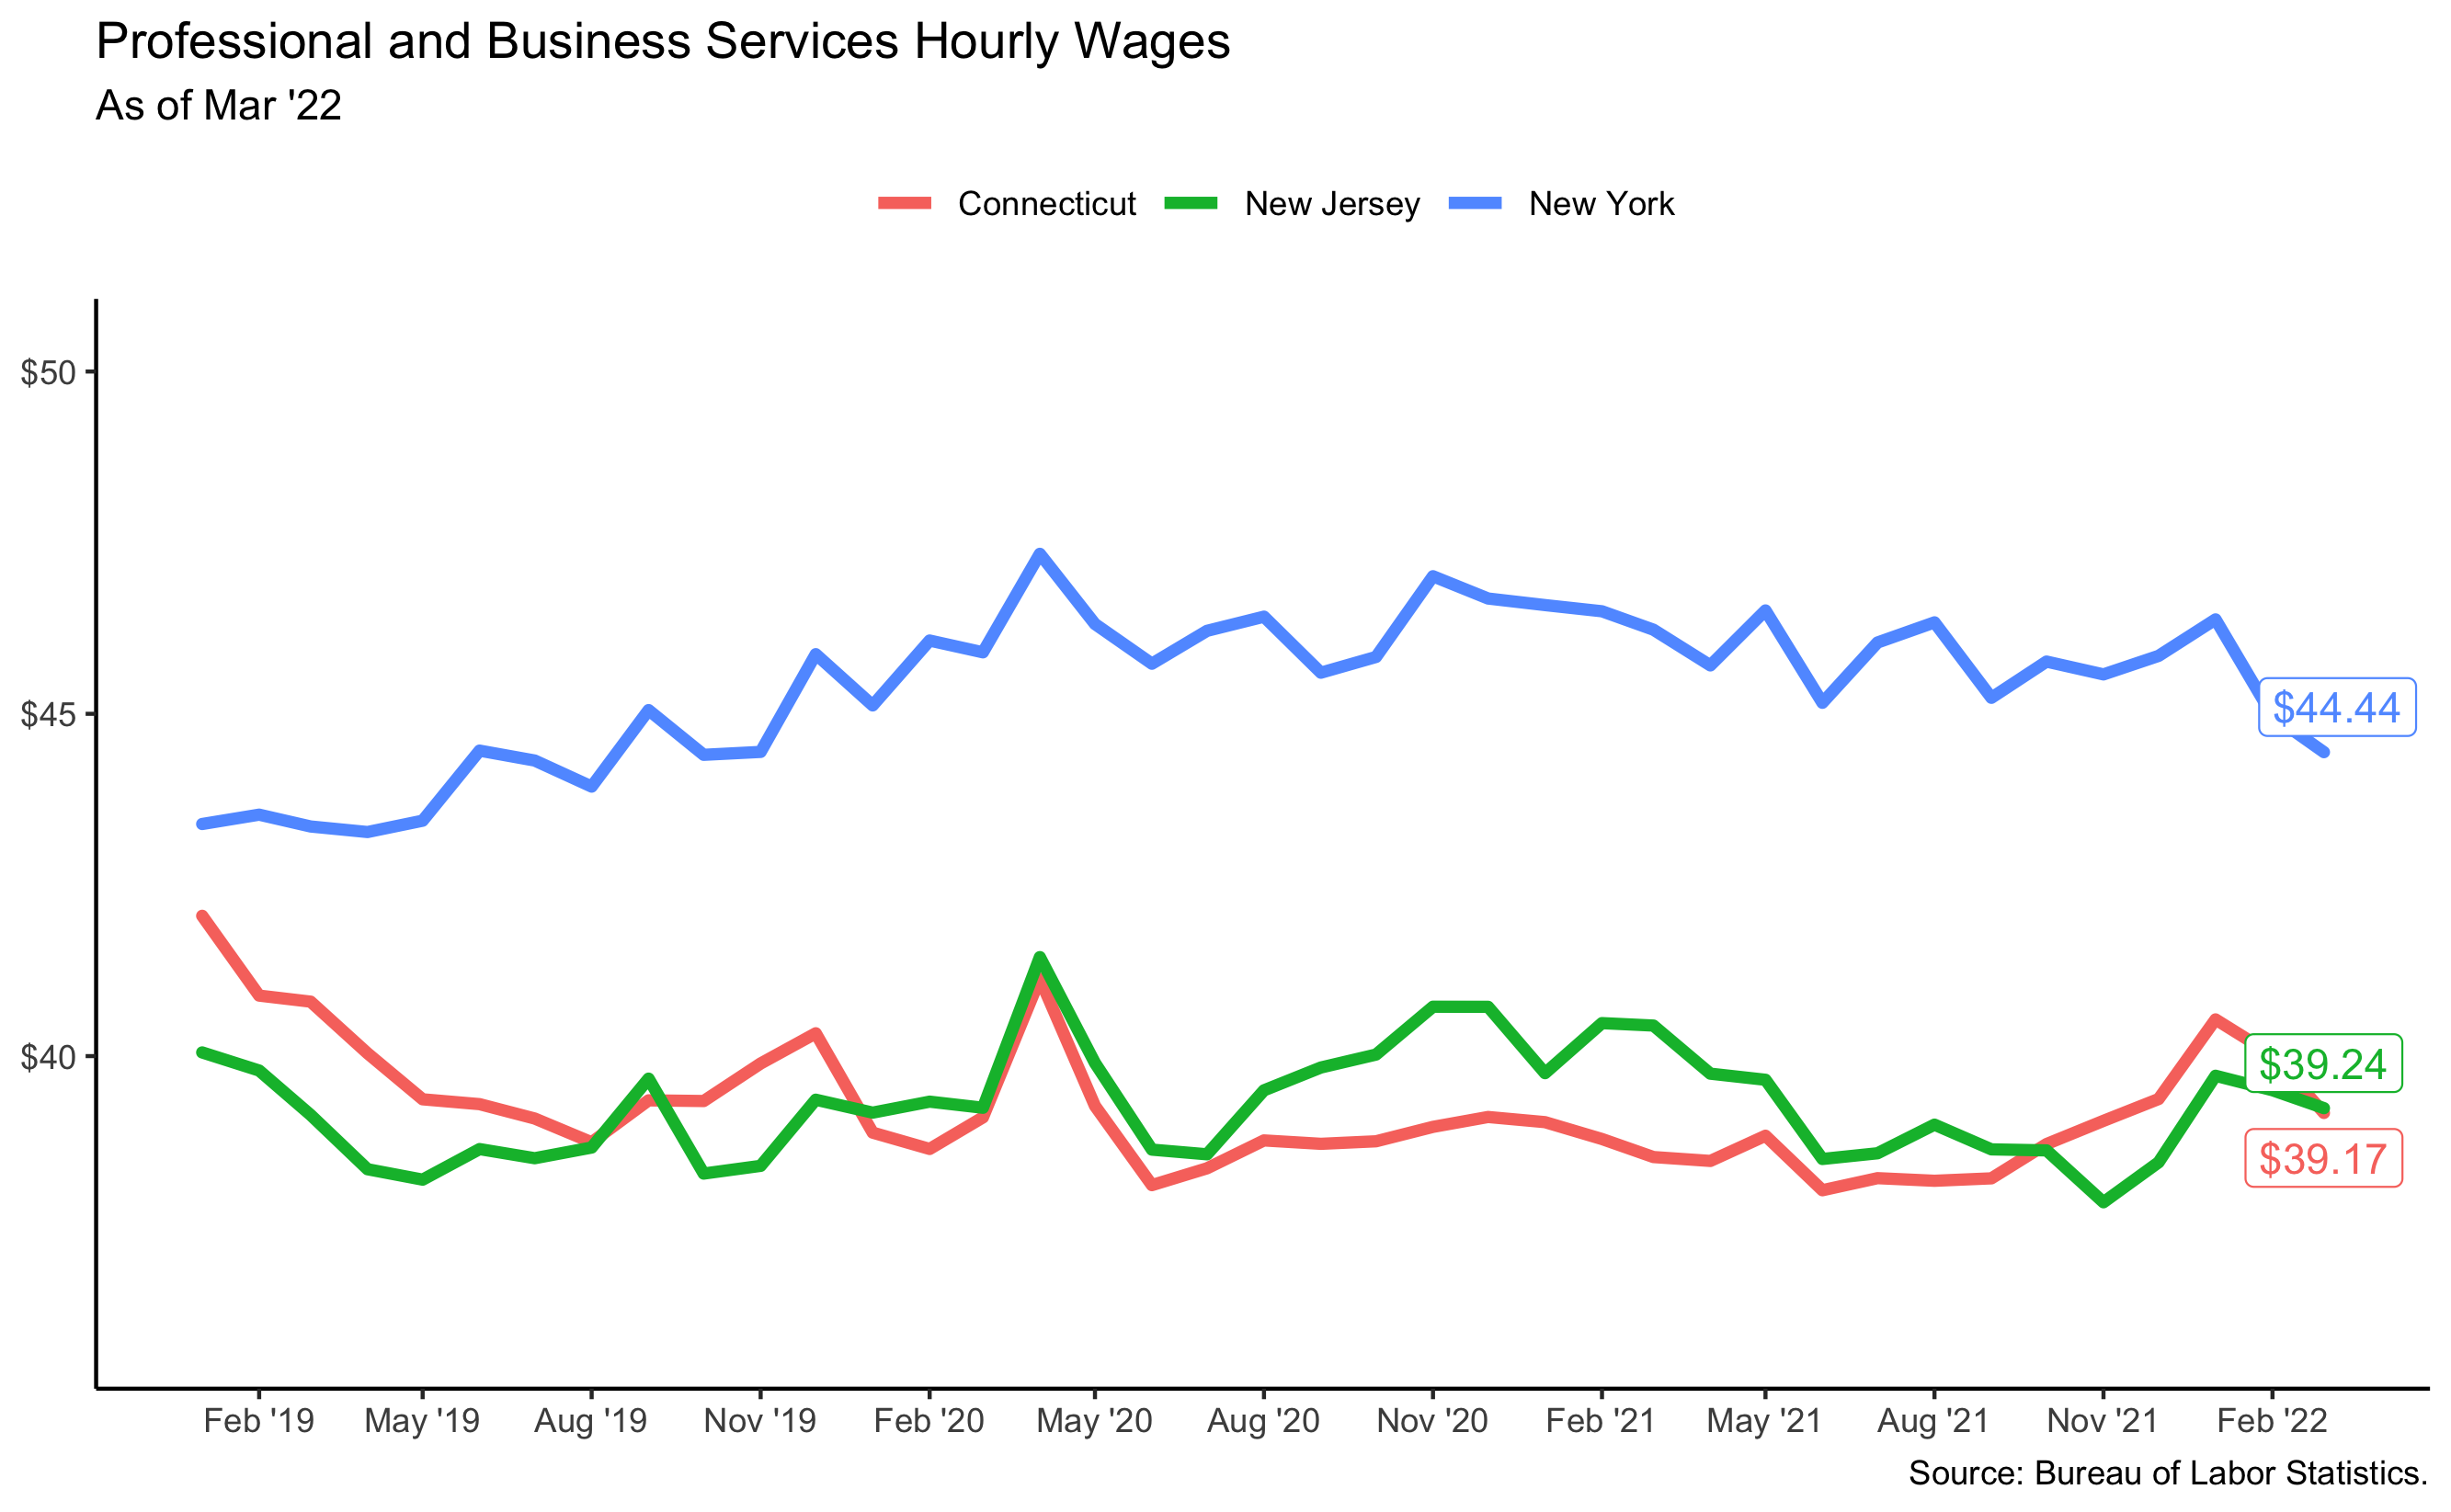 Professional and Business Services Hourly Wages
As of Mar '22
Connecticut New Jersey New York
$50
$45
$40
$44.44
$39.24
$39.17
Feb '19 May '19 Aug '19 Nov '19 Feb '20 May '20 Aug '20 Nov '20 Feb '21 May '21 Aug '21 Nov '21 Feb '22
Source: Bureau of Labor Statistics.